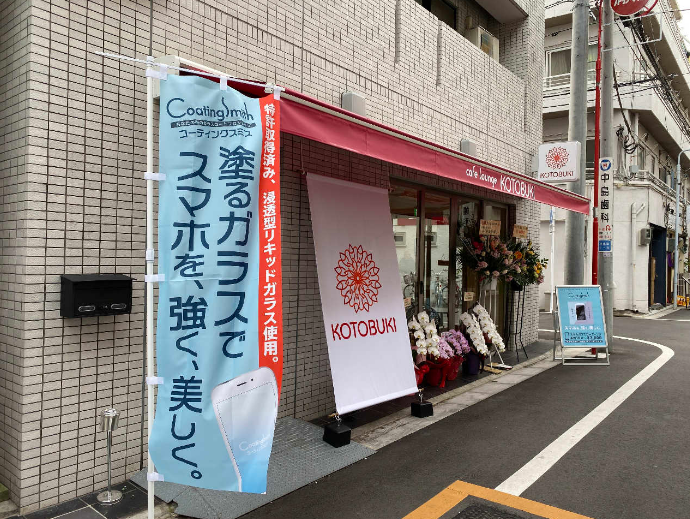 CoatingSmith
コーティングスミス
特許取得済み、浸透型リキッドガラス使用。
塗るガラスで
スマホを、強く、美しく。
KOTOBUKI
cafe lounge KOTOBUKI
KOTOBUKI
中島歯科